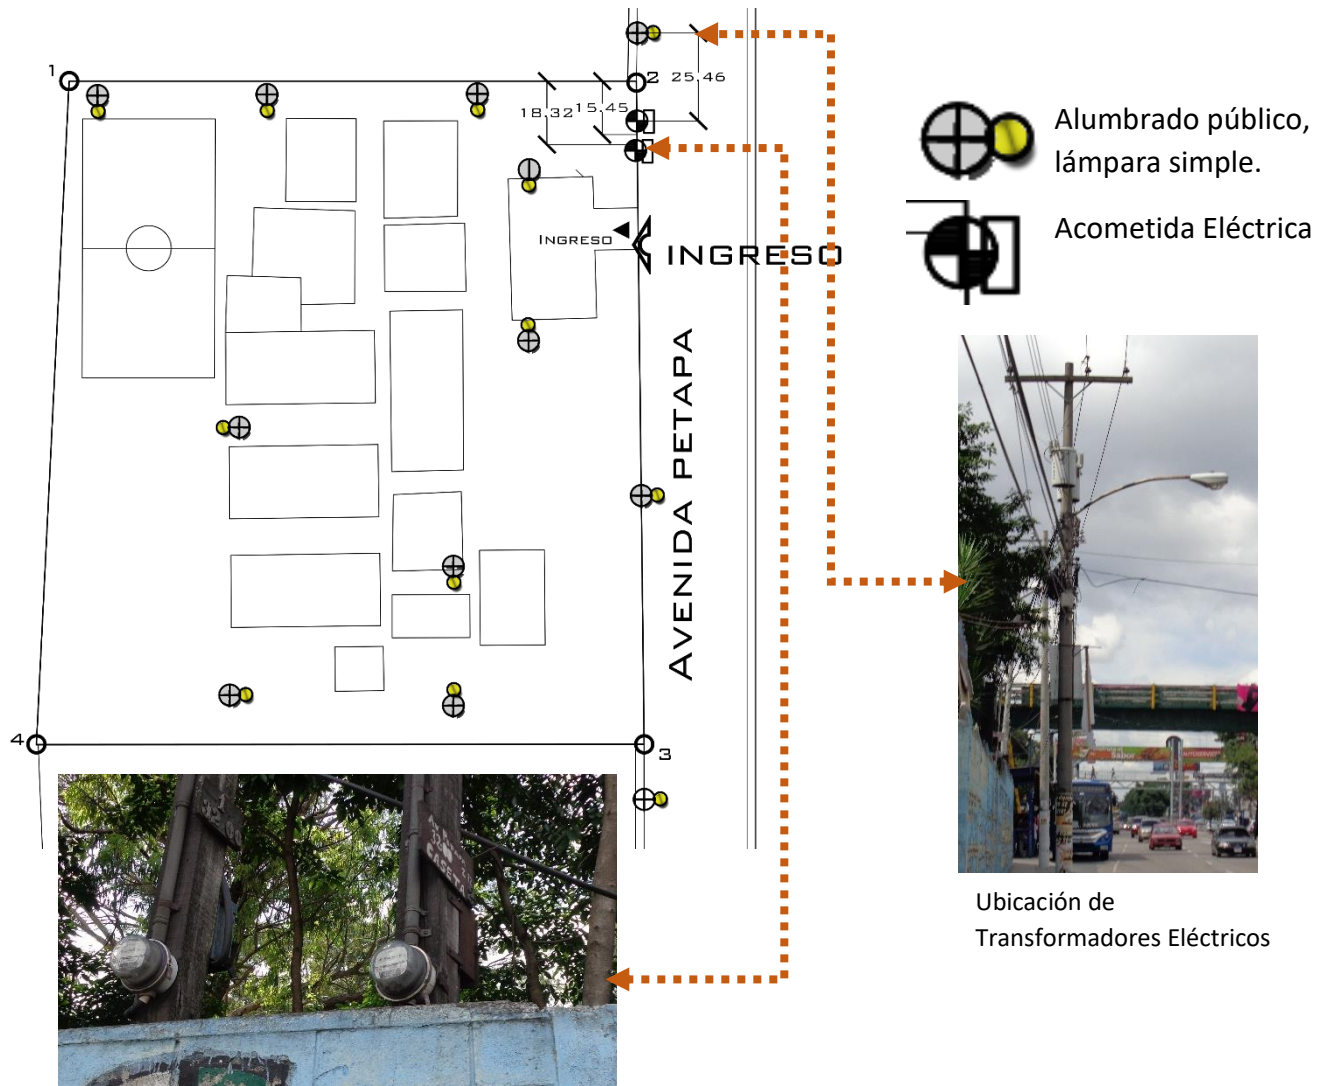 1
2
25.46
18.32
15.45
Alumbrado público,
lámpara simple.
Acometida Eléctrica
INGRESO
INGRESO
AVENIDA PETAPA
4
3
CASETA
Ubicación de
Transformadores Eléctricos